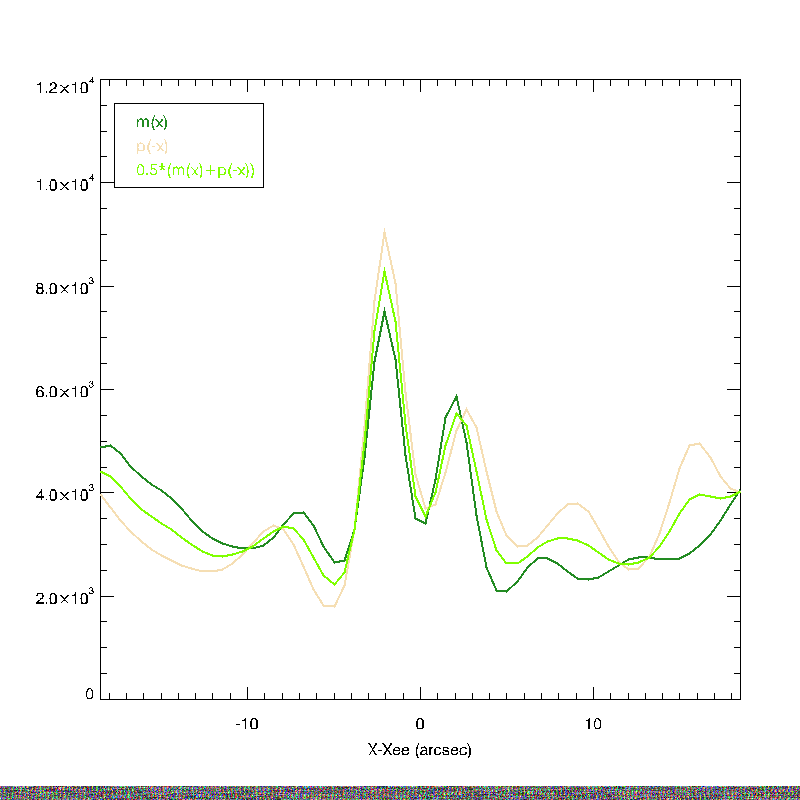 1.2×10⁴
m(x)
p(-x)
0.5*(m(x)+p(-x))
1.0×10⁴
8.0×10³
6.0×10³
4.0×10³
2.0×10³
0
-10 0 10
X-Xee (arcsec)